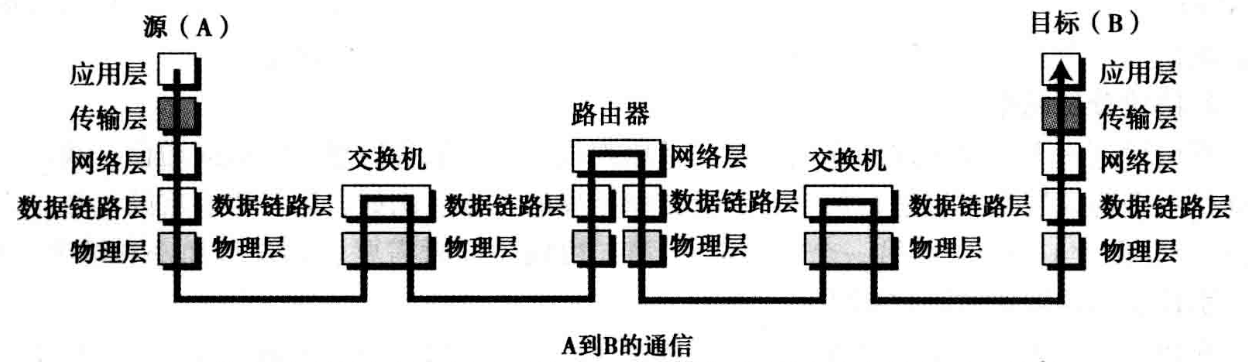 源（A）
目标（B）
应用层
应用层
传输层
传输层
路由器
网络层
交换机
网络层
交换机
网络层
数据链路层
数据链路层
数据链路层
数据链路层
数据链路层
数据链路层
物理层
物理层
物理层
物理层
物理层
物理层
A到B的通信